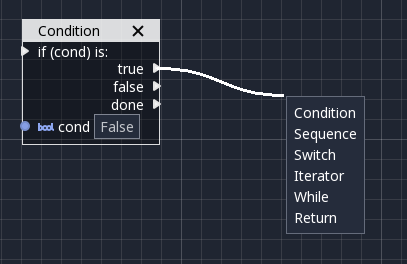 Condition
if (cond) is:
true
false
done
bool cond False
Condition
Sequence
Switch
Iterator
While
Return